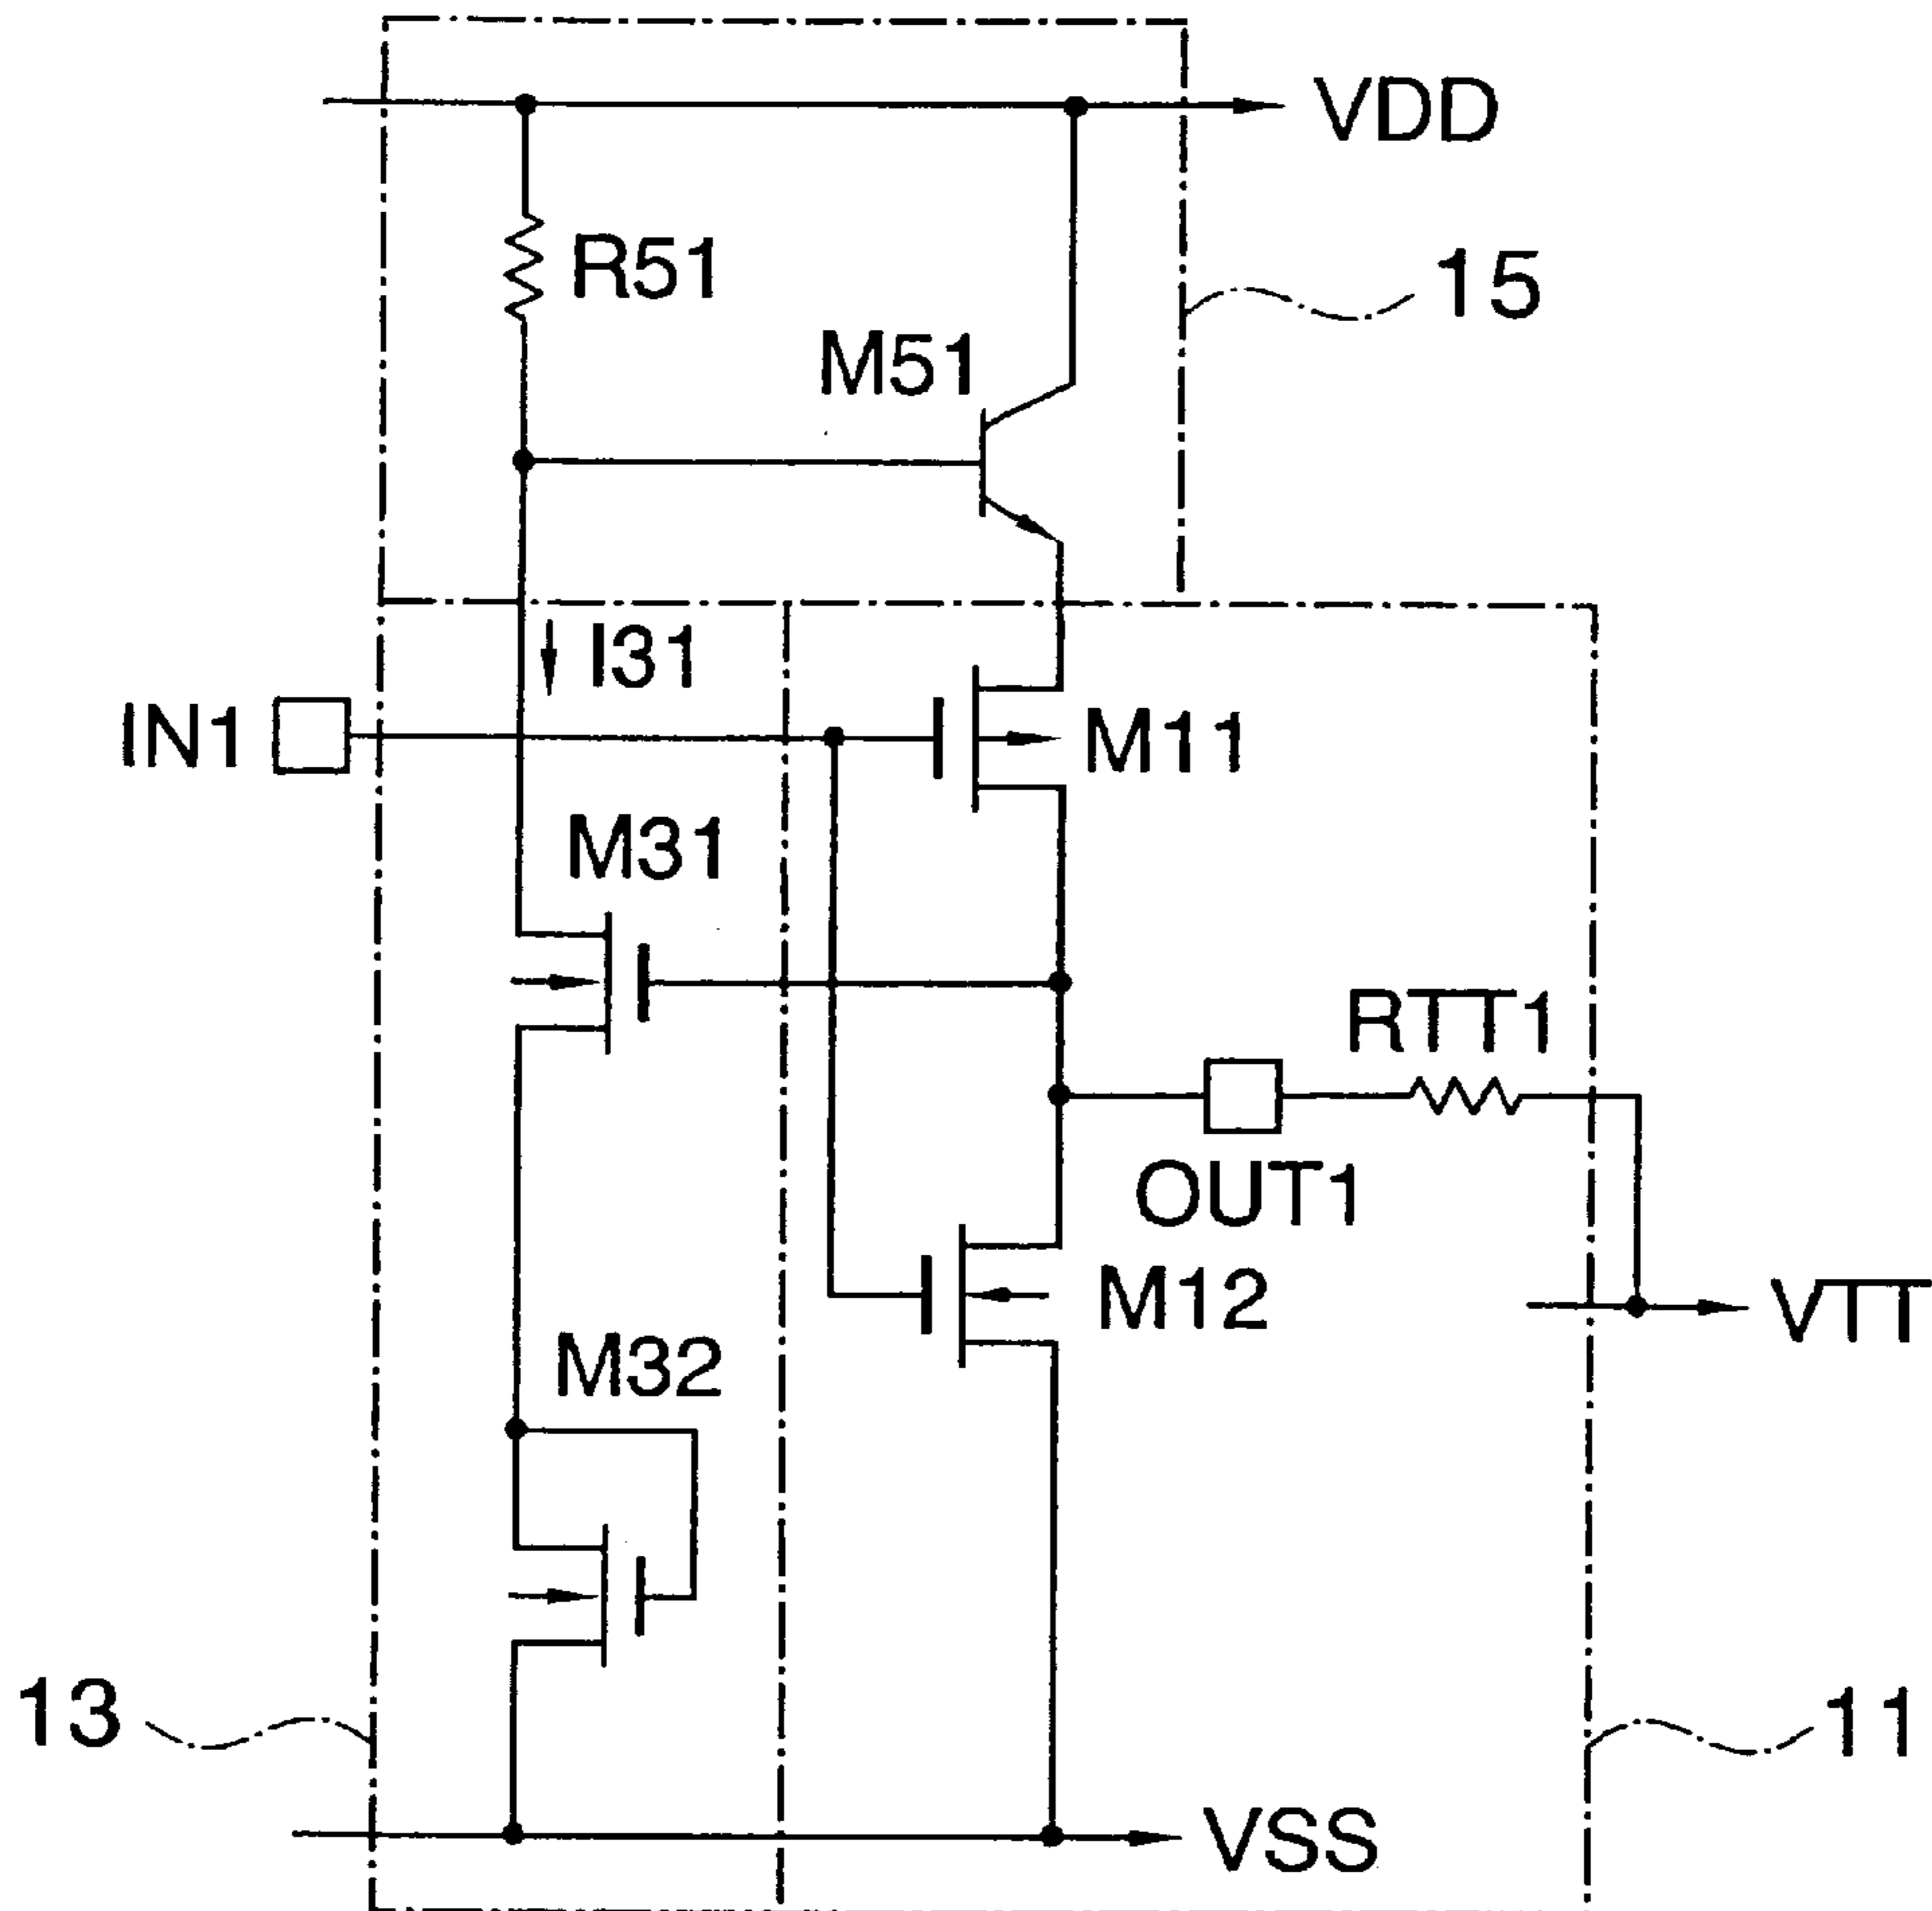 VDD
R51
15
M51
I31
IN1
M11
M31
RTT1
OUT1
M12
VTT
M32
13
11
VSS